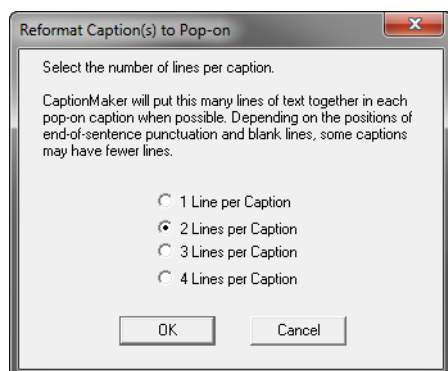 Reformat Caption(s) to Pop-on
Select the number of lines per caption.
CaptionMaker will put this many lines of text together in each
pop-on caption when possible. Depending on the positions of
end-of-sentence punctuation and blank lines, some captions
may have fewer lines.
1 Line per Caption
2 Lines per Caption
3 Lines per Caption
4 Lines per Caption
OK Cancel